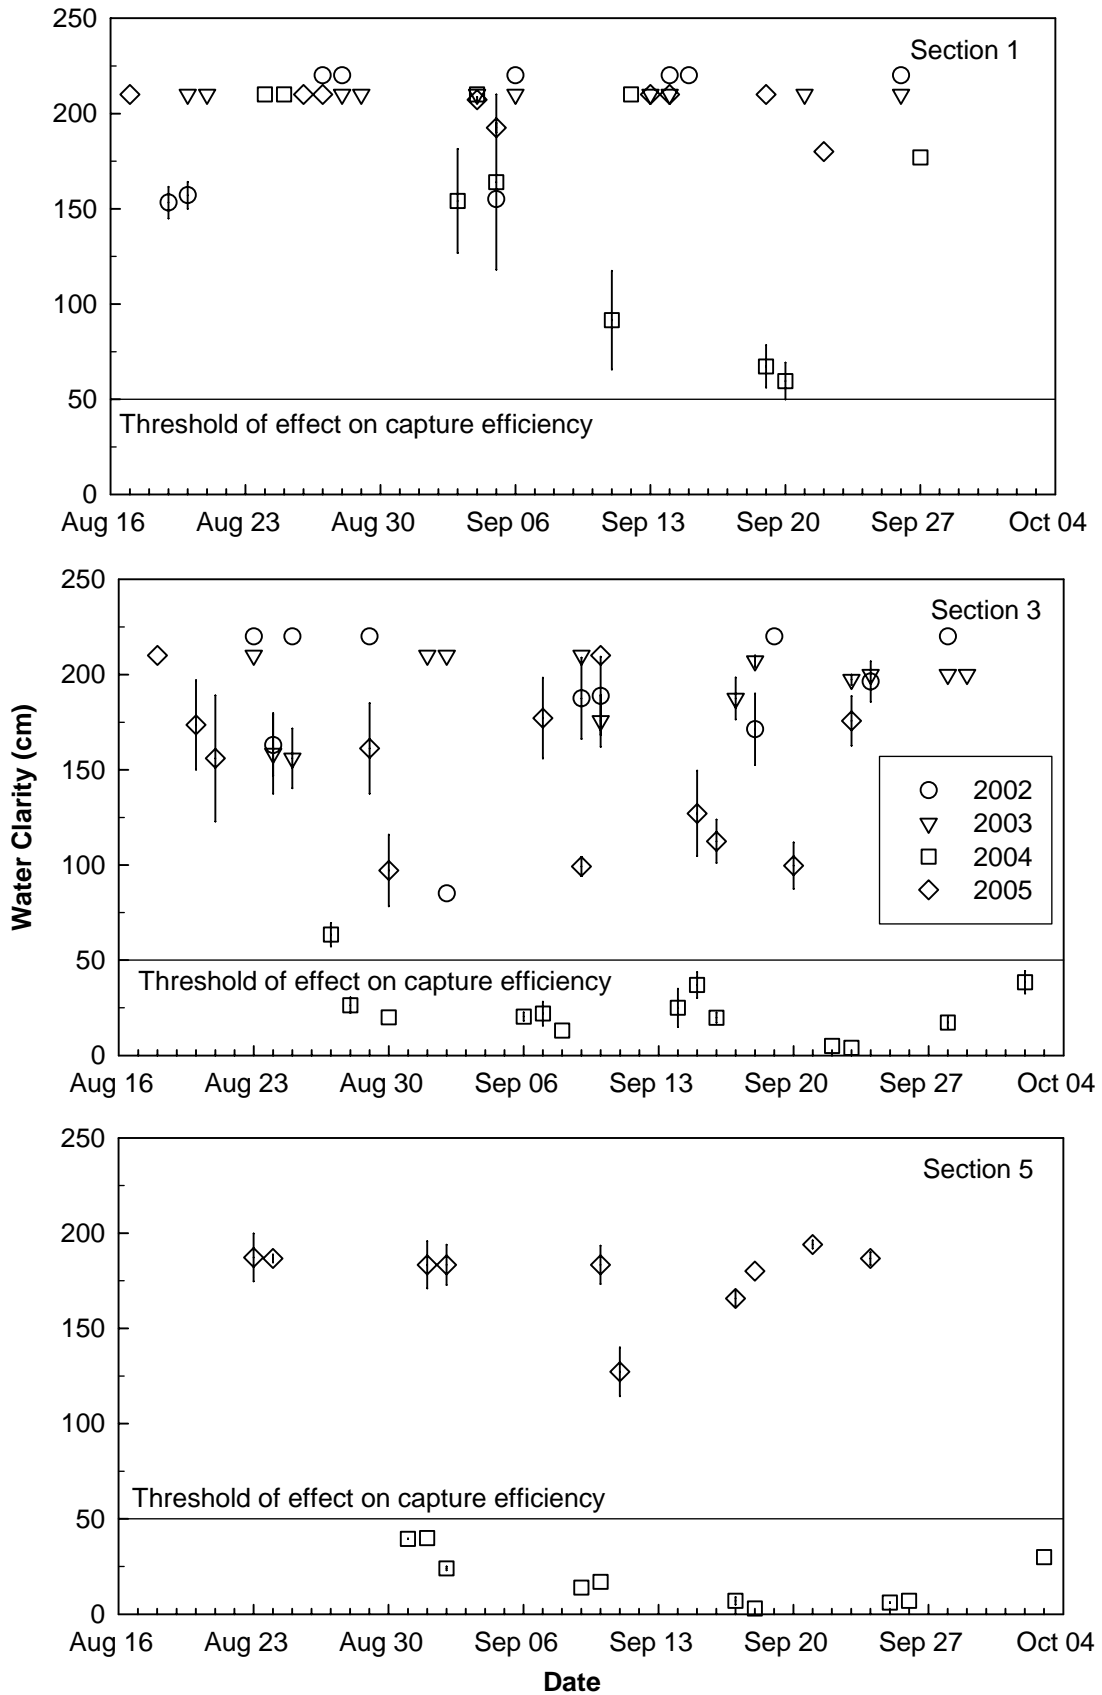 250
Section 1
200
150
100
50
Threshold of effect on capture efficiency
0
Aug 16 Aug 23 Aug 30 Sep 06 Sep 13 Sep 20 Sep 27 Oct 04
250
Section 3
200
150
2002
2003
100
2004
2005
Water Clarity (cm)
50
Threshold of effect on capture efficiency
0
Aug 16 Aug 23 Aug 30 Sep 06 Sep 13 Sep 20 Sep 27 Oct 04
250
Section 5
200
150
100
Threshold of effect on capture efficiency
50
0
Aug 16 Aug 23 Aug 30 Sep 06 Sep 13 Sep 20 Sep 27 Oct 04
Date